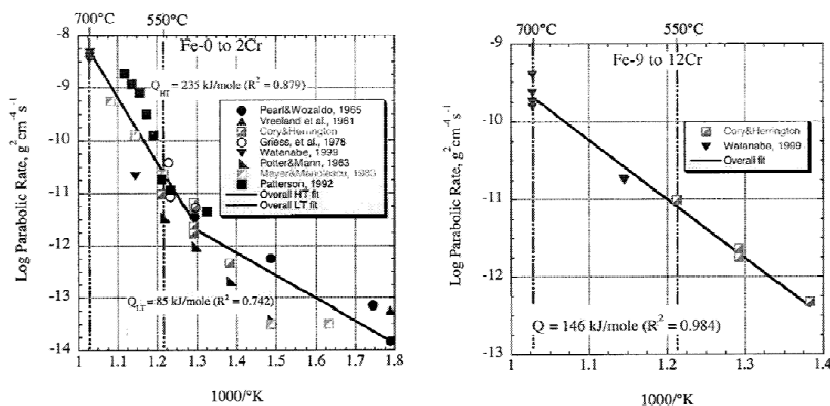 700°C 550°C
Fe-0 to 2Cr
Q HT = 235 kJ/mole (R² = 0.879)
Pearl&Wozaldo, 1965
Vreeland et al., 1961
Cory&Herrington
Griess, et al., 1978
Watanabe, 1999
Potter&Mann, 1963
Patterson, 1992
Overall HT fit
Overall LT fit
Q LT = 85 kJ/mole (R² = 0.742)
Log Parabolic Rate, g² cm⁻⁴ s⁻¹
-8
-9
-10
-11
-12
-13
-14
1 1.1 1.2 1.3 1.4 1.5 1.6 1.7 1.8
1000/°K
700°C 550°C
Fe-9 to 12Cr
Cory&Herrington
Watanabo, 1999
Overall fit
Q = 146 kJ/mole (R² = 0.984)
Log Parabolic Rate, g² cm⁻⁴ s⁻¹
-9
-10
-11
-12
-13
1 1.1 1.2 1.3 1.4
1000/°K